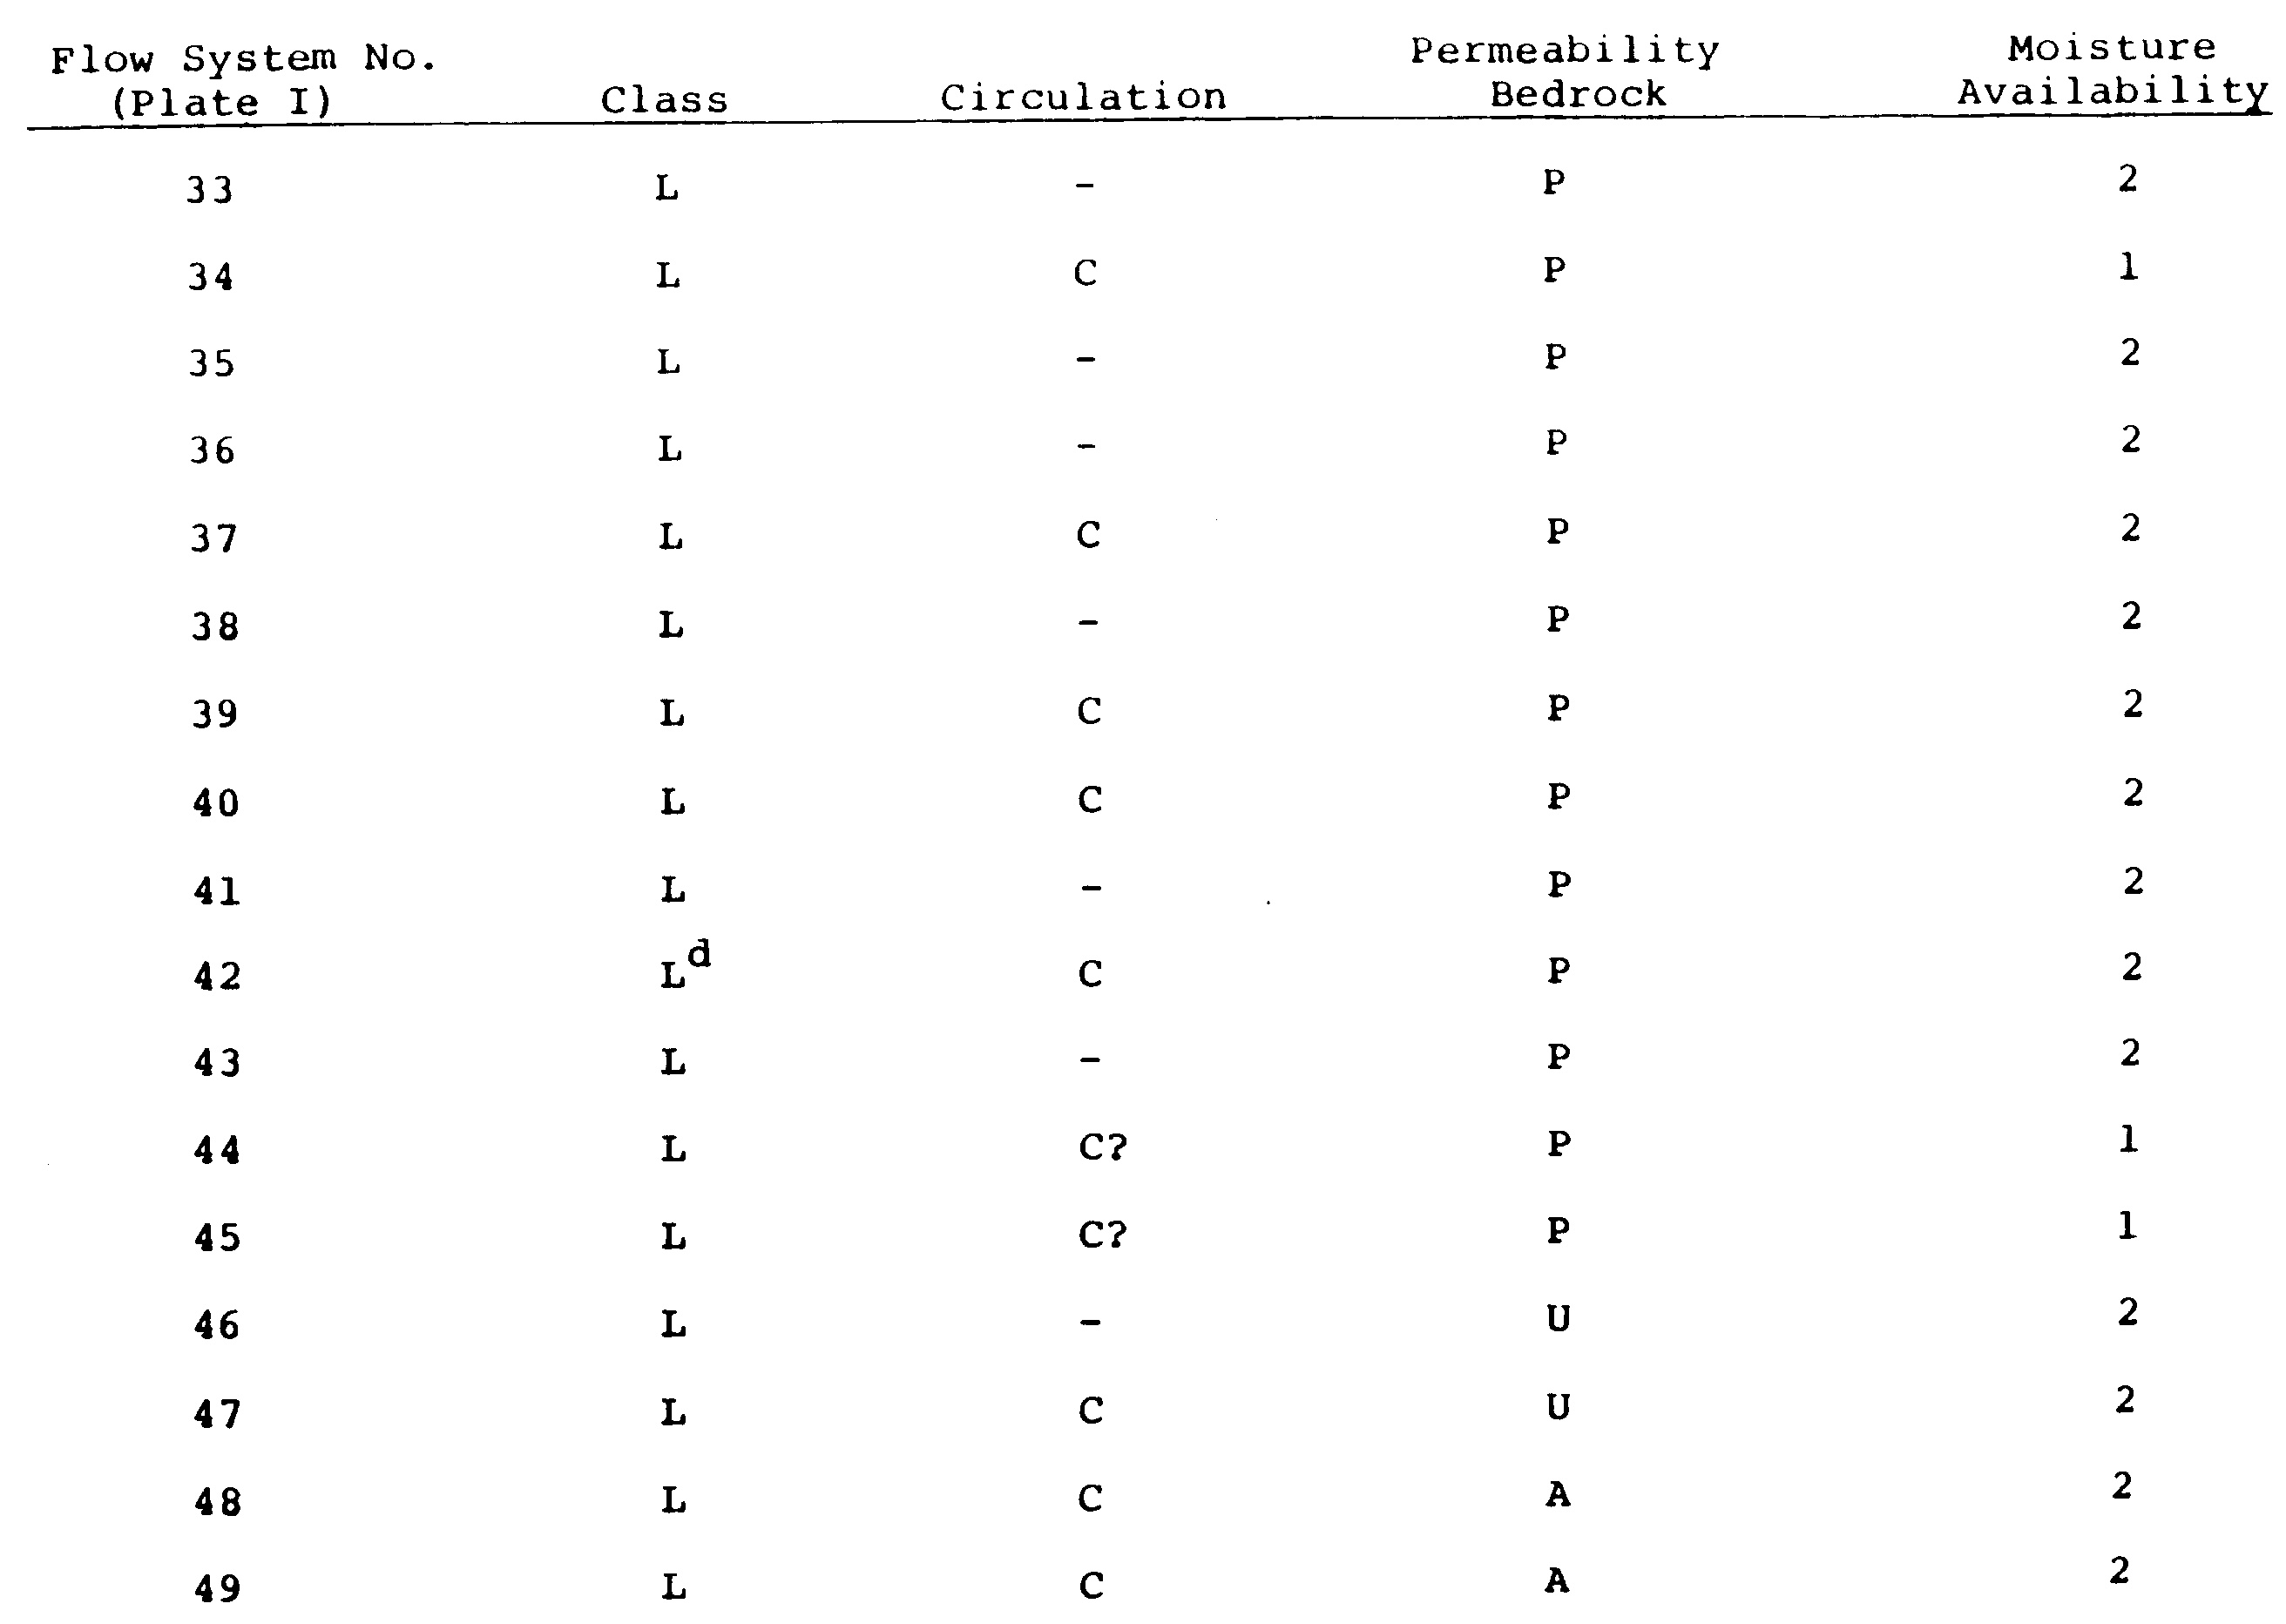 Flow System No. (Plate I) Class Circulation Permeability Bedrock Moisture Availability
33 L - P 2
34 L C P 1
35 L - P 2
36 L - P 2
37 L C P 2
38 L - P 2
39 L C P 2
40 L C P 2
41 L - P 2
42 L^d C P 2
43 L - P 2
44 L C? P 1
45 L C? P 1
46 L - U 2
47 L C U 2
48 L C A 2
49 L C A 2